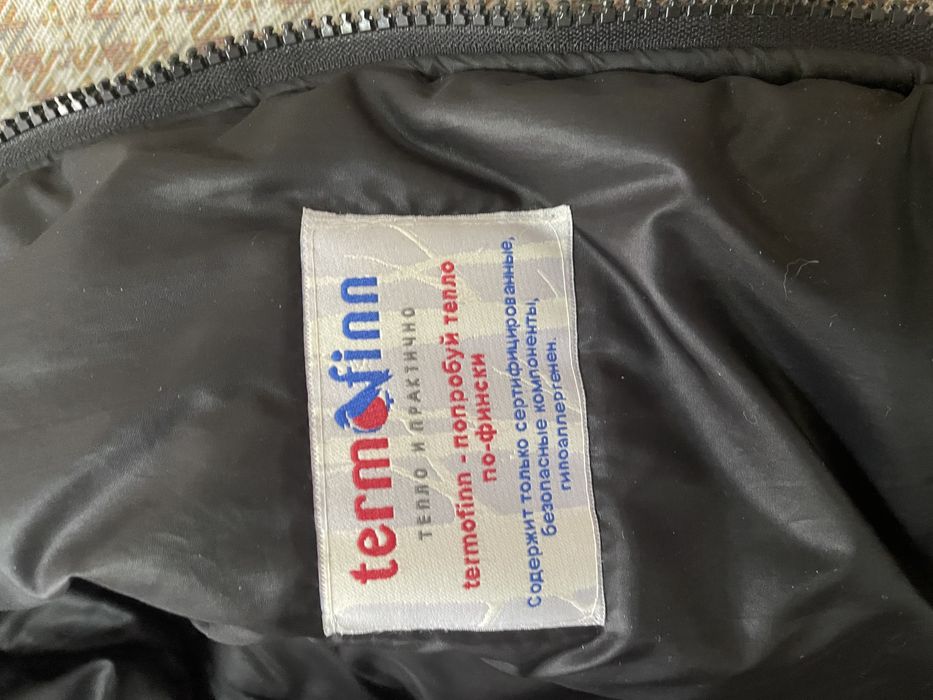 termofinn
ТЕПЛО И ПРАКТИЧНО
termofinn - попробуй тепло
по-фински
Содержит только сертифицированные,
безопасные компоненты,
гипоаллергенен.